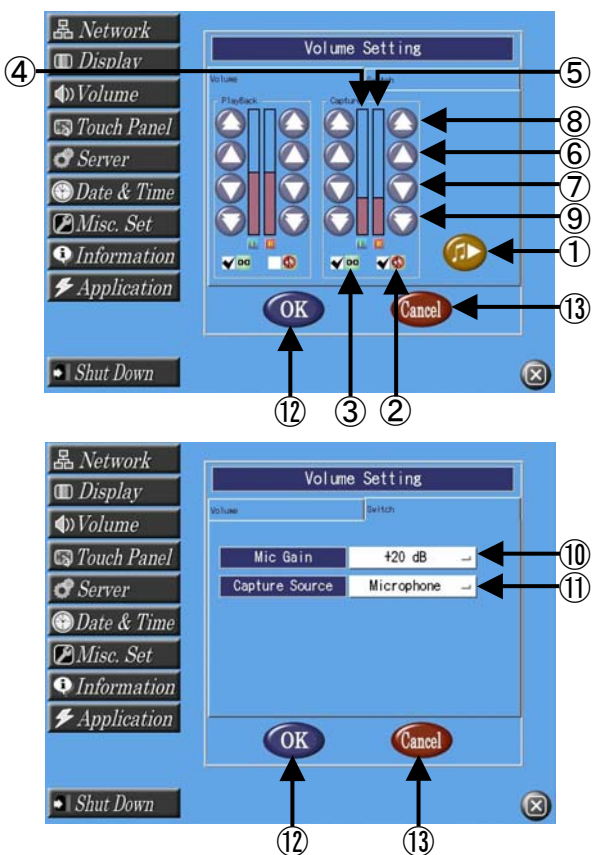 Network
Display
Volume
Touch Panel
Server
Date & Time
Misc. Set
Information
Application
Shut Down
Volume Setting
Volume
Switch
PlayBack
Capture
L
R
L
R
OK
Cancel
④
⑤
⑧
⑥
⑦
⑨
①
⑬
⑫
③
②
Network
Display
Volume
Touch Panel
Server
Date & Time
Misc. Set
Information
Application
Shut Down
Volume Setting
Volume
Switch
Mic Gain
+20 dB
Capture Source
Microphone
OK
Cancel
⑩
⑪
⑫
⑬